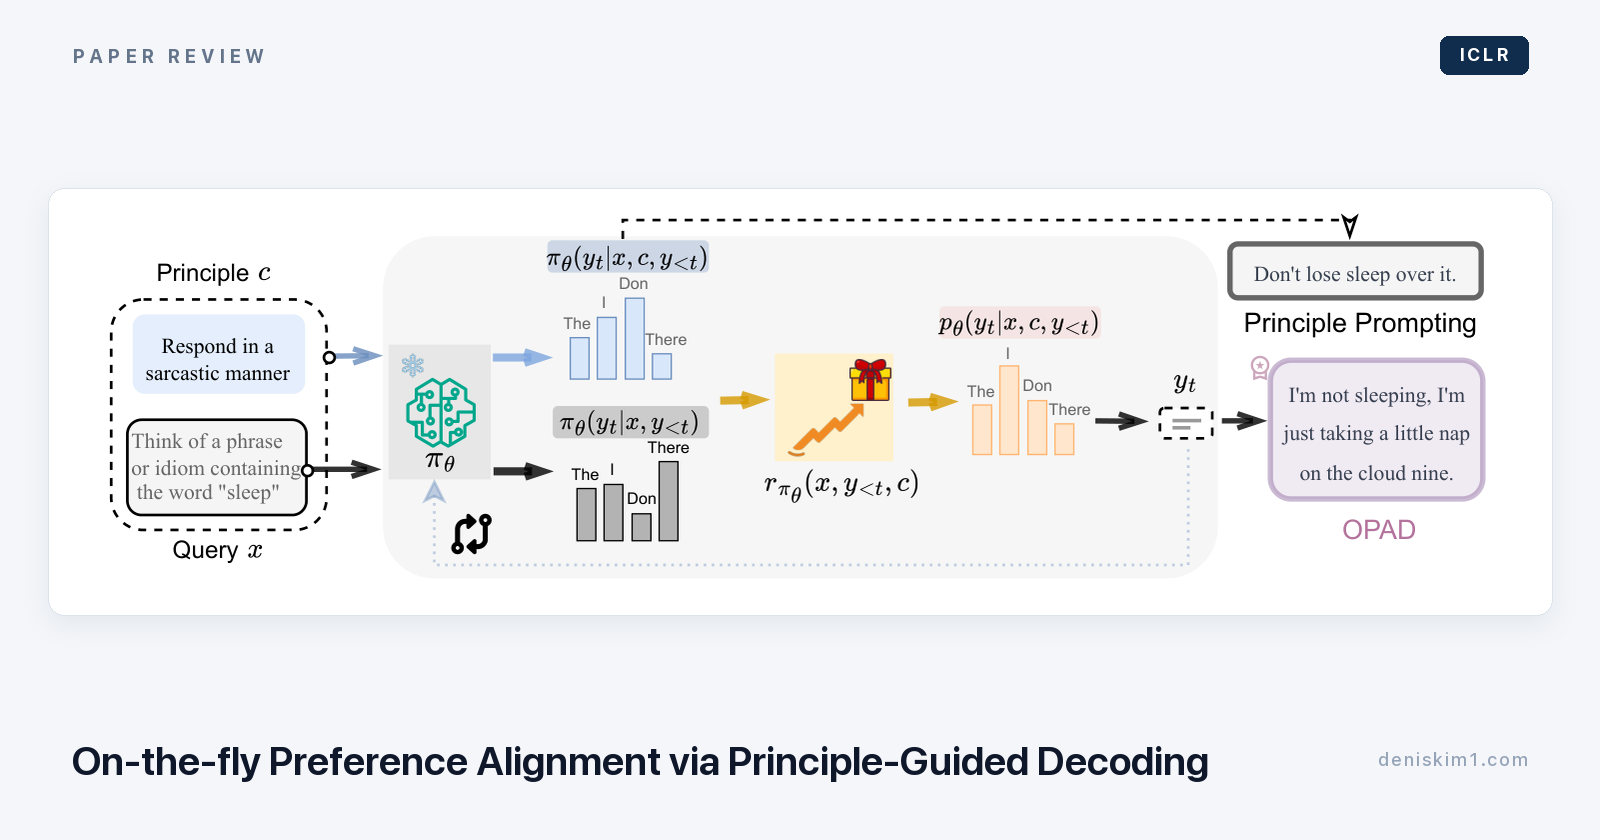 PAPER REVIEW
ICLR
Principle c
Respond in a
sarcastic manner
Think of a phrase
or idiom containing
the word "sleep"
Query x
πθ
πθ(yt|x, c, y<t)
The
I
Don
There
πθ(yt|x, y<t)
The
I
Don
There
rπθ(x, y<t, c)
pθ(yt|x, c, y<t)
The
I
Don
There
yt
Don't lose sleep over it.
Principle Prompting
I'm not sleeping, I'm
just taking a little nap
on the cloud nine.
OPAD
On-the-fly Preference Alignment via Principle-Guided Decoding
deniskim1.com